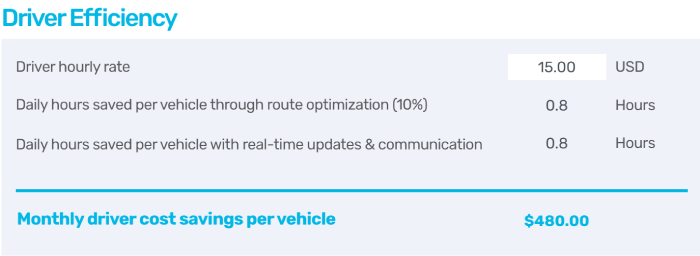 Driver Efficiency
Driver hourly rate 15.00 USD
Daily hours saved per vehicle through route optimization (10%) 0.8 Hours
Daily hours saved per vehicle with real-time updates & communication 0.8 Hours
Monthly driver cost savings per vehicle $480.00